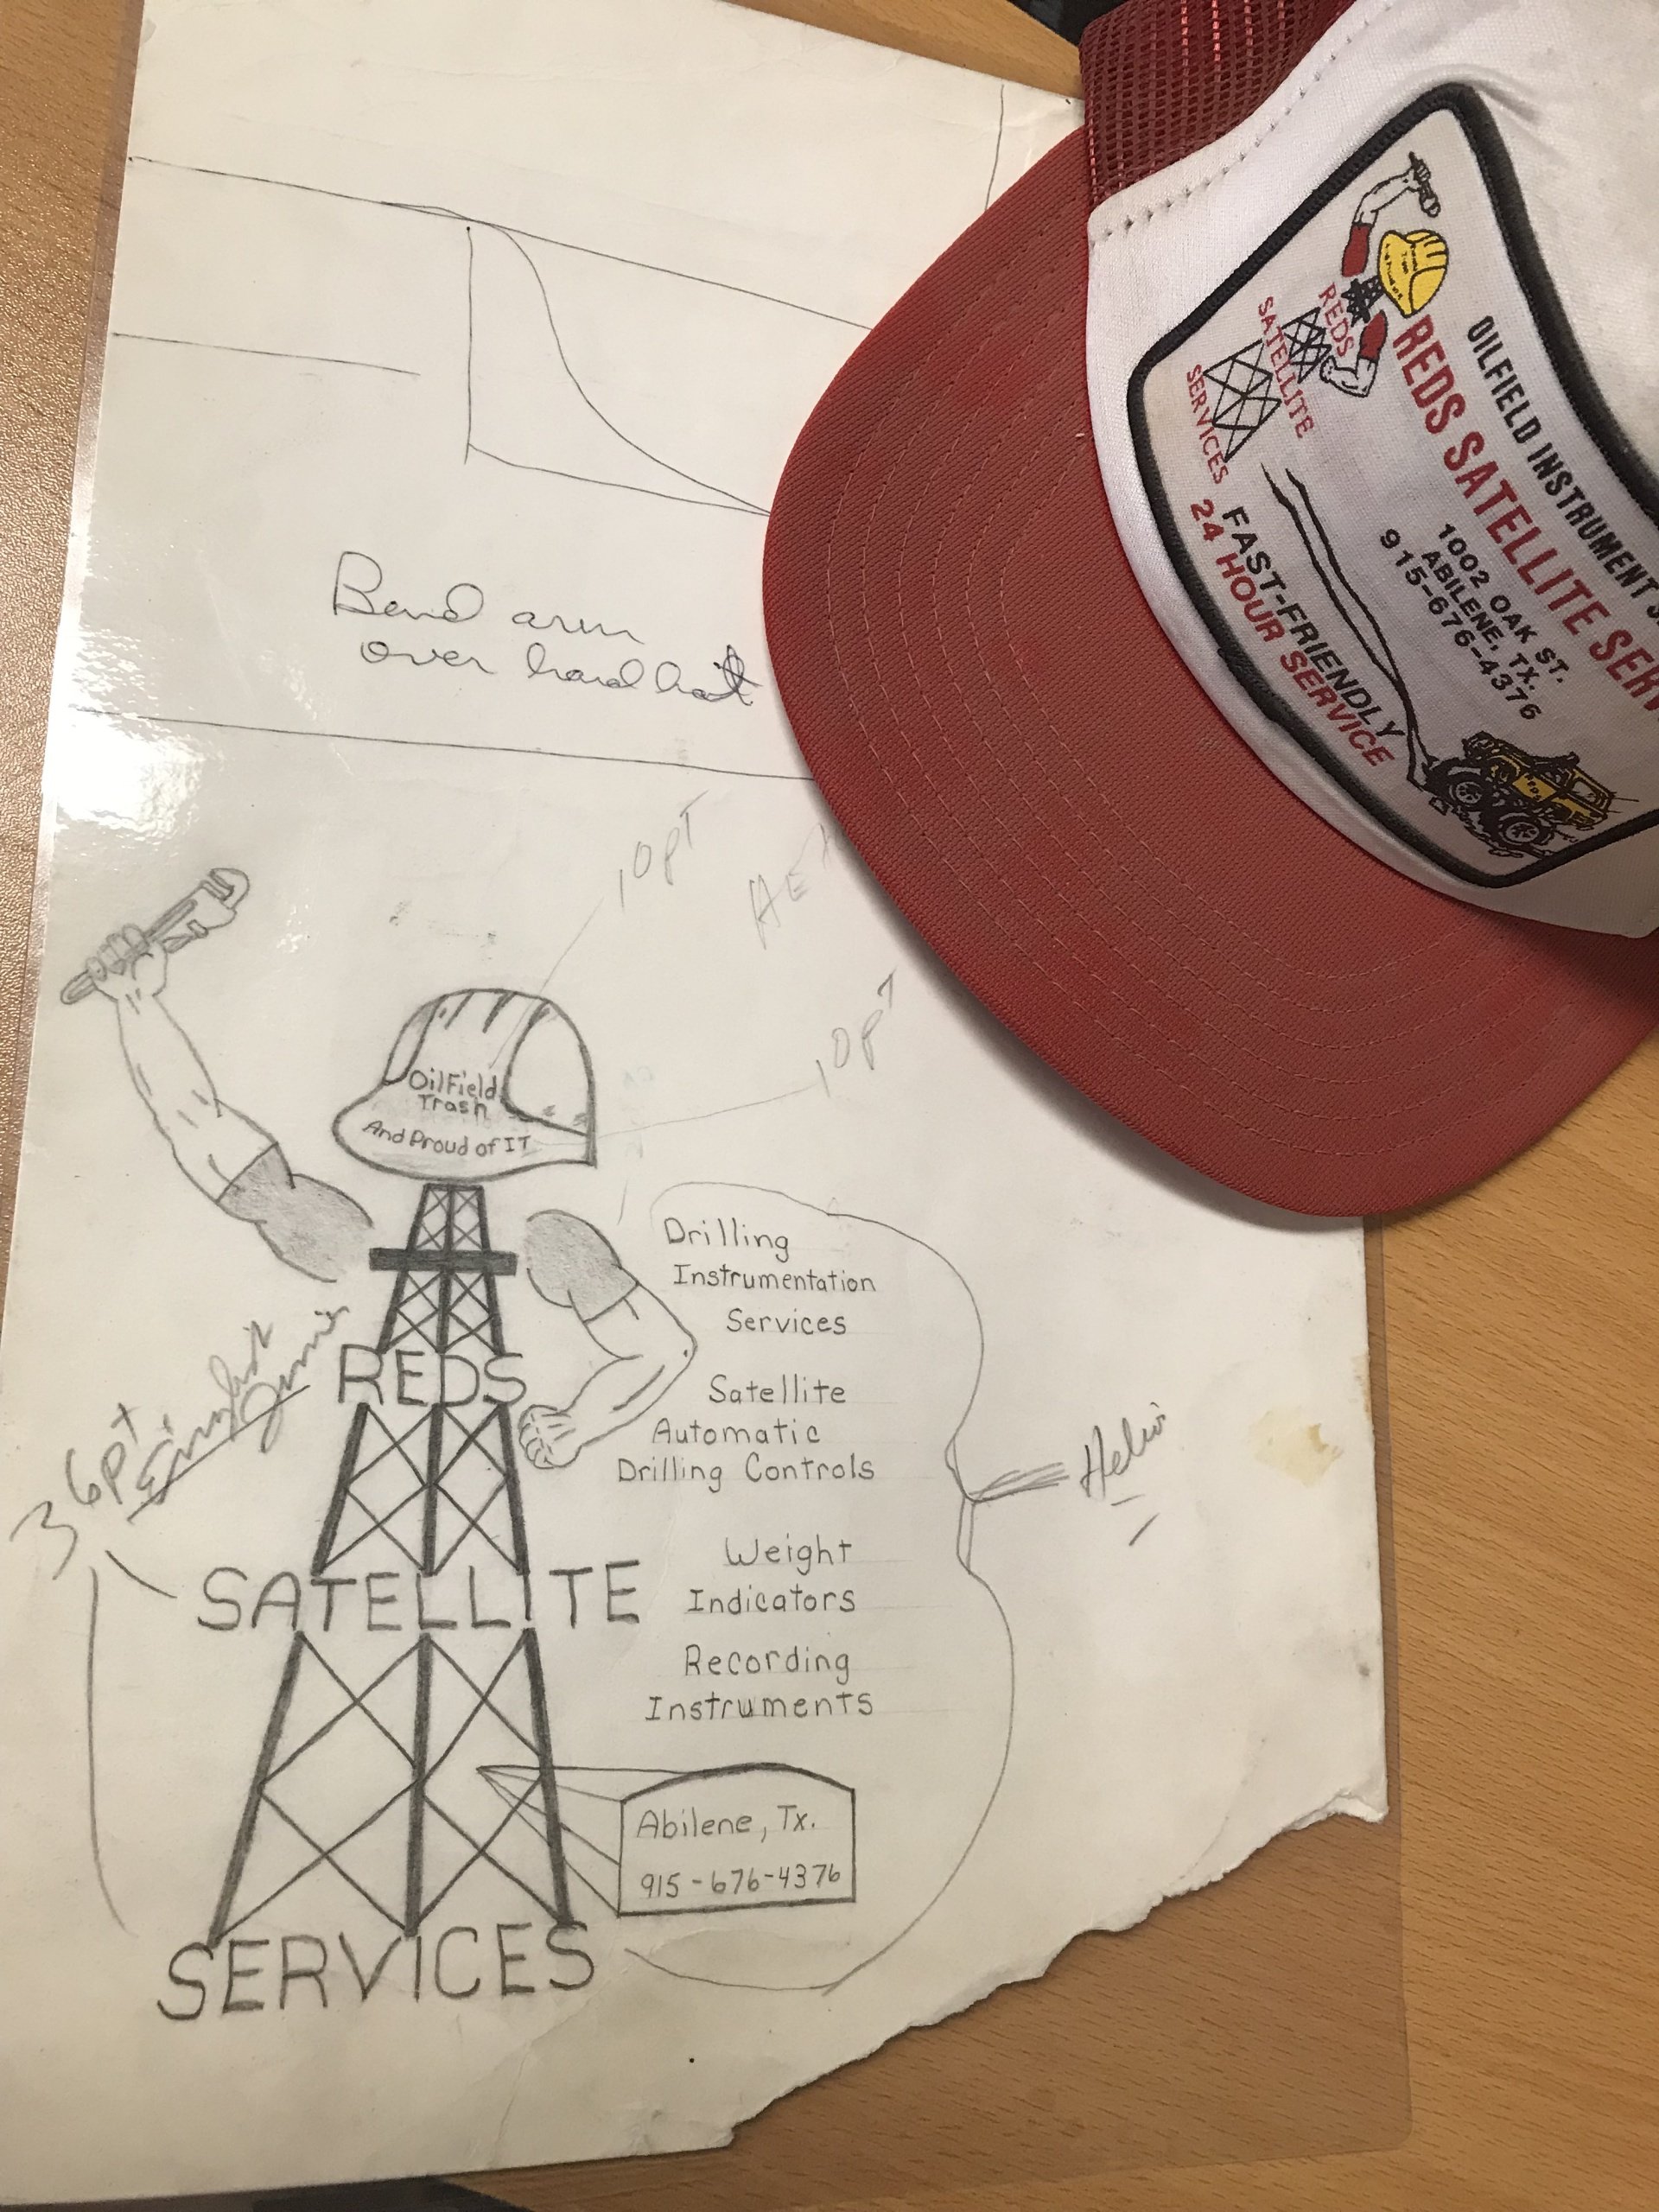 Bend arm
over hard hat
10pt
10pt
OilField
Trash
And Proud of IT
Drilling
Instrumentation
Services
Satellite
Automatic
Drilling Controls
Weight
Indicators
Recording
Instruments
Abilene, Tx.
915-676-4376
36pt
REDS
SATELLITE
SERVICES
OILFIELD INSTRUMENT
REDS SATELLITE SERV
1002 OAK ST.
ABILENE, TX.
915-676-4376
REDS
SATELLITE
SERVICES
FAST-FRIENDLY
24 HOUR SERVICE